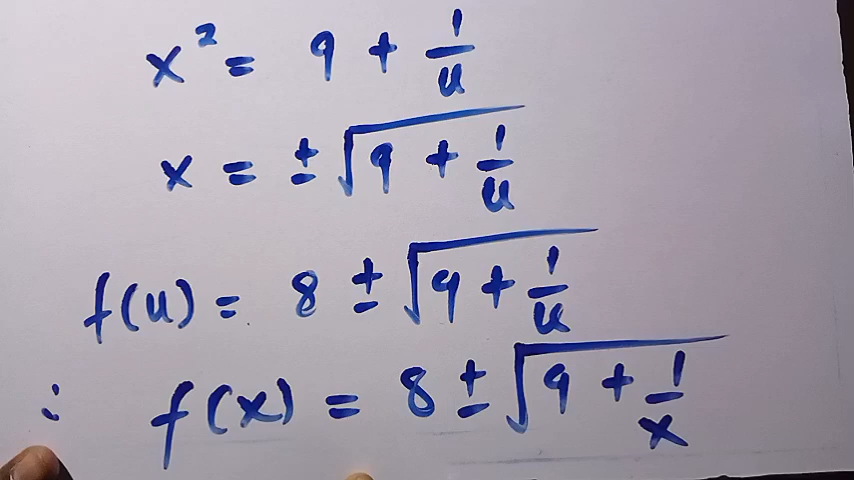 x² = 9 + 1/u
x = ± √(9 + 1/u)
f(u) = 8 ± √(9 + 1/u)
∴ f(x) = 8 ± √(9 + 1/x)